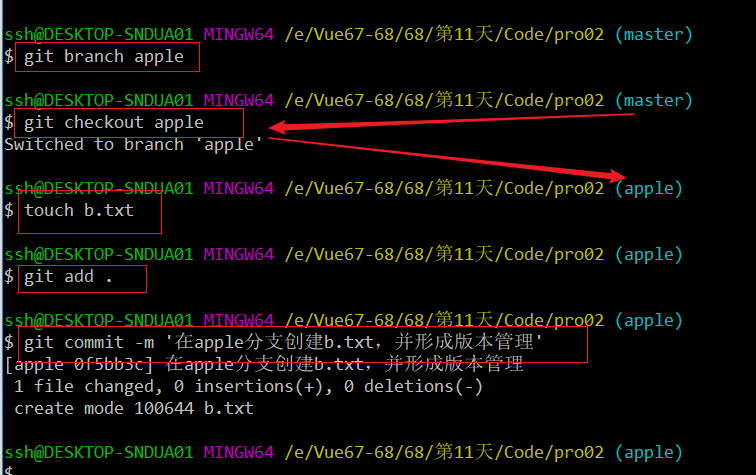 ssh@DESKTOP-SNDUA01 MINGW64 /e/Vue67-68/68/第11天/Code/pro02 (master)
$ git branch apple
ssh@DESKTOP-SNDUA01 MINGW64 /e/Vue67-68/68/第11天/Code/pro02 (master)
$ git checkout apple
Switched to branch 'apple'
ssh@DESKTOP-SNDUA01 MINGW64 /e/Vue67-68/68/第11天/Code/pro02 (apple)
$ touch b.txt
ssh@DESKTOP-SNDUA01 MINGW64 /e/Vue67-68/68/第11天/Code/pro02 (apple)
$ git add .
ssh@DESKTOP-SNDUA01 MINGW64 /e/Vue67-68/68/第11天/Code/pro02 (apple)
$ git commit -m '在apple分支创建b.txt，并形成版本管理'
[apple 0f5bb3c] 在apple分支创建b.txt，并形成版本管理
1 file changed, 0 insertions(+), 0 deletions(-)
create mode 100644 b.txt
ssh@DESKTOP-SNDUA01 MINGW64 /e/Vue67-68/68/第11天/Code/pro02 (apple)
$